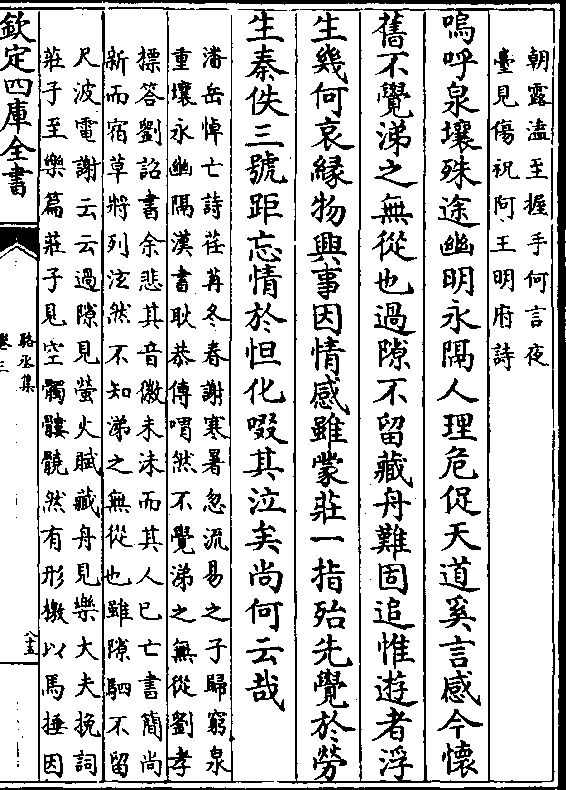 朝露溘至握手何言夜
臺見傷祝阿王明府詩
嗚呼泉壤殊途幽明永隔人理危促天道奚言感今懷
舊不覺涕之無從也過隙不留藏舟難固追惟遊者浮
生幾何哀縁物興事因情感雖蒙莊一指殆先覺於勞
生秦佚三號詎忘情於怛化啜其泣矣尚何云哉
潘岳悼亡詩荏苒冬春謝寒暑忽流易之子歸窮泉
重壤永幽隔漢書耿恭傳喟然不覺涕之無從劉孝
摽答劉詔書余悲其音徽未沬而其人已亡書簡尚
新而宿草將列泫然不知涕之無從也雖隙駟不留
尺波電謝云云過隙見螢火賦藏舟見樂大夫挽詞
莊子至樂篇莊子見空髑髏髐然有形撽以馬捶因
欽定四庫全書
駱丞集
卷三